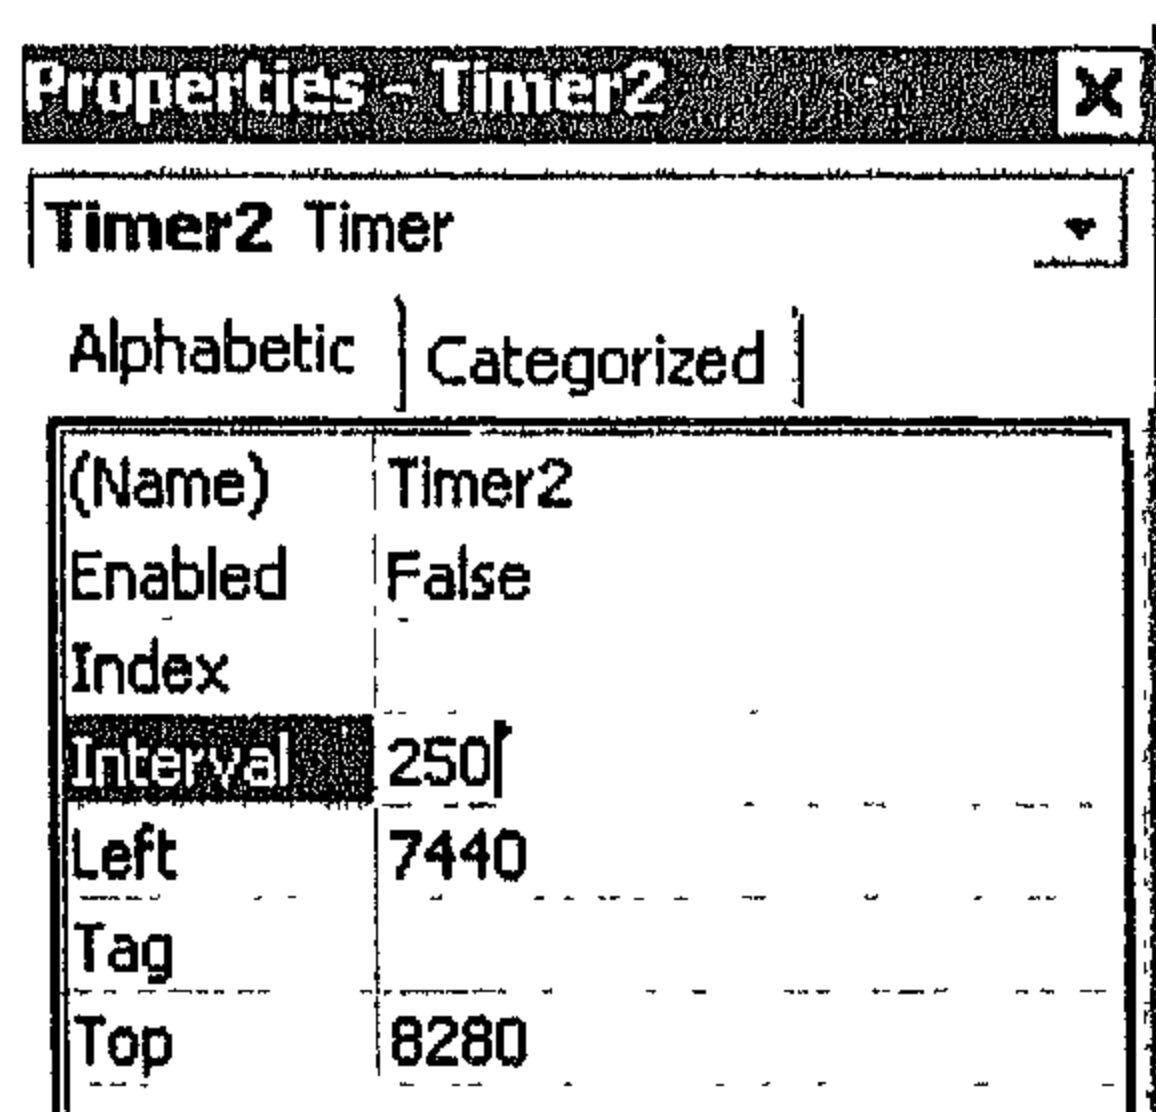 Properties - Timer2
Timer2 Timer
Alphabetic Categorized
(Name) Timer2
Enabled False
Index
Interval 250
Left 7440
Tag
Top 8280